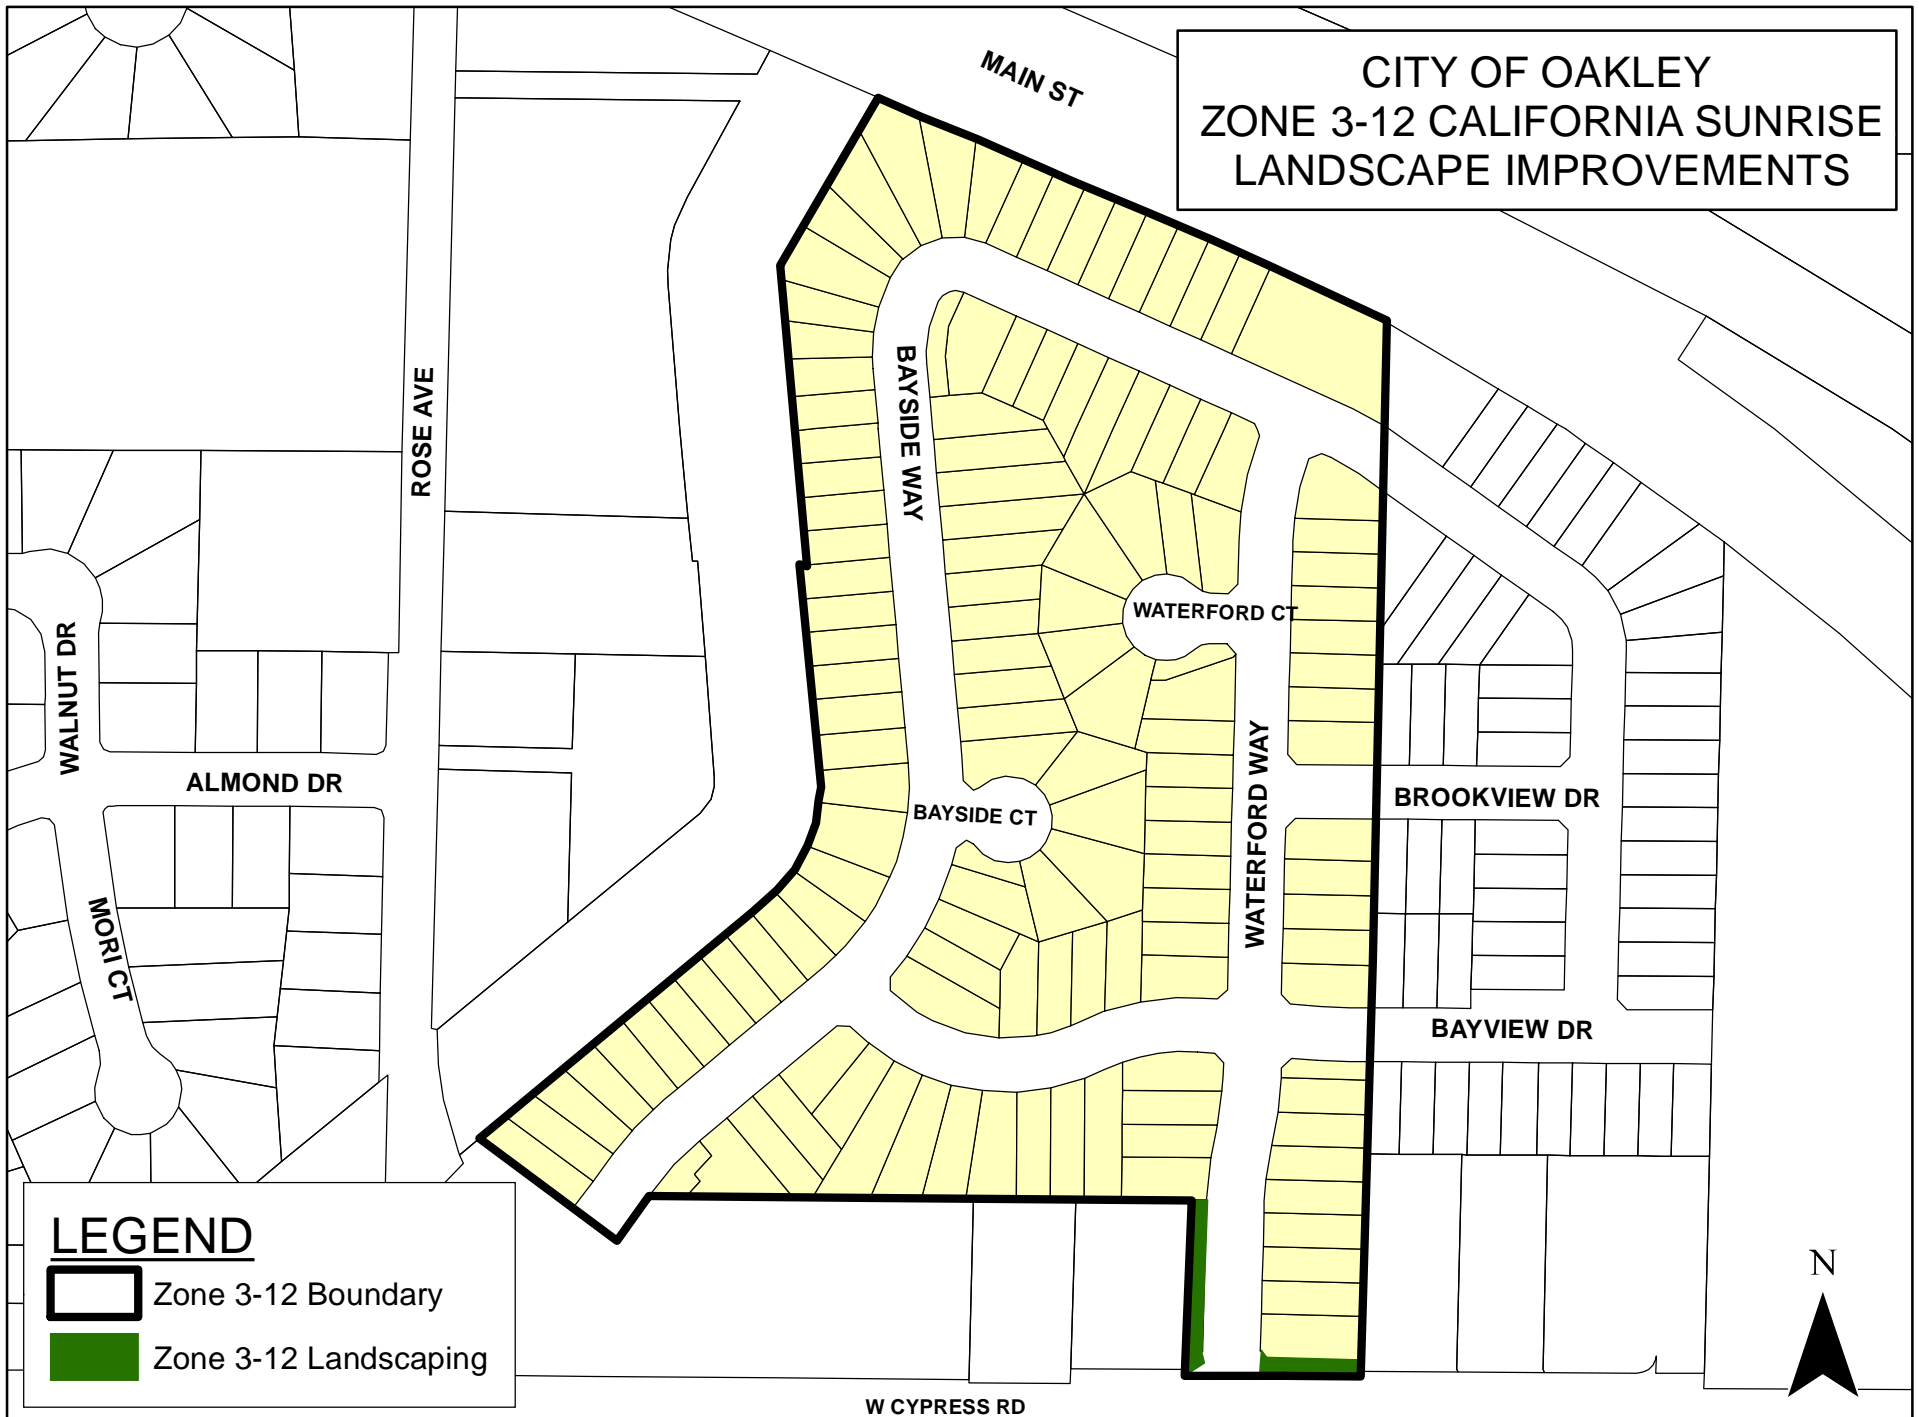 CITY OF OAKLEY
ZONE 3-12 CALIFORNIA SUNRISE
LANDSCAPE IMPROVEMENTS
MAIN ST
ROSE AVE
BAYSIDE WAY
WATERFORD CT
WALNUT DR
ALMOND DR
BAYSIDE CT
WATERFORD WAY
BROOKVIEW DR
MORI CT
BAYVIEW DR
LEGEND
Zone 3-12 Boundary
Zone 3-12 Landscaping
N
W CYPRESS RD